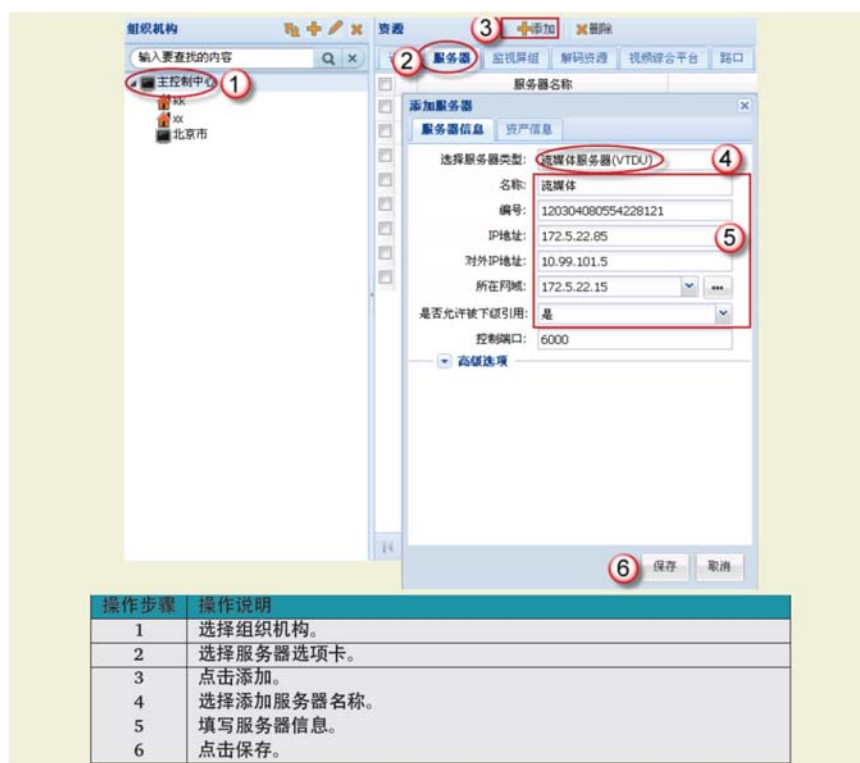 组织机构
资源
添加
删除
输入要查找的内容
服务器
监视屏组
解码资源
视频综合平台
路口
主控制中心
kk
xx
北京市
服务器名称
添加服务器
服务器信息
资产信息
选择服务器类型: 流媒体服务器(VTDU)
名称: 流媒体
编号: 120304080554228121
IP地址: 172.5.22.85
对外IP地址: 10.99.101.5
所在网域: 172.5.22.15
是否允许被下级引用: 是
控制端口: 6000
高级选项
保存
取消
1
2
3
4
5
6
操作步骤 操作说明
1 选择组织机构。
2 选择服务器选项卡。
3 点击添加。
4 选择添加服务器名称。
5 填写服务器信息。
6 点击保存。